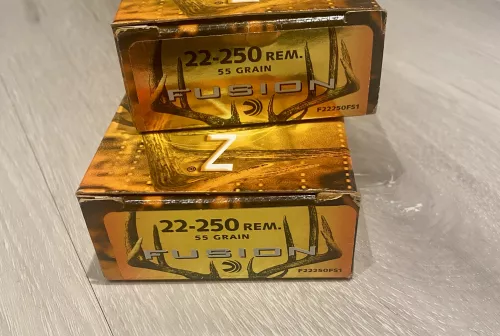 22-250 REM.
55 GRAIN
FUSION
F22250FS1
N
®
22-250 REM.
55 GRAIN
FUSION
F22250FS1